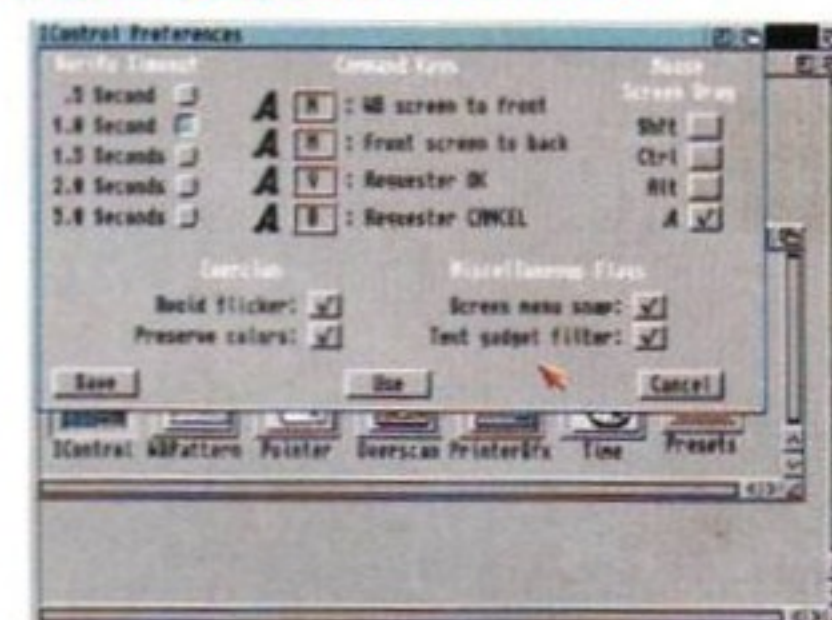 IControl Preferences
Verify Timeout
Command Keys
Mouse
Screen Drag
.5 Second
1.0 Second
1.5 Seconds
2.0 Seconds
5.0 Seconds
A : WB screen to front
A M : Front screen to back
A V : Requester OK
A B : Requester CANCEL
Shft
Ctrl
Alt
A
Coercion
Miscellaneous Flags
Avoid flicker:
Preserve colors:
Screen menu snap:
Text gadget filter:
Save
Use
Cancel
IControl WBPattern Pointer Overscan PrinterGfx Time Presets